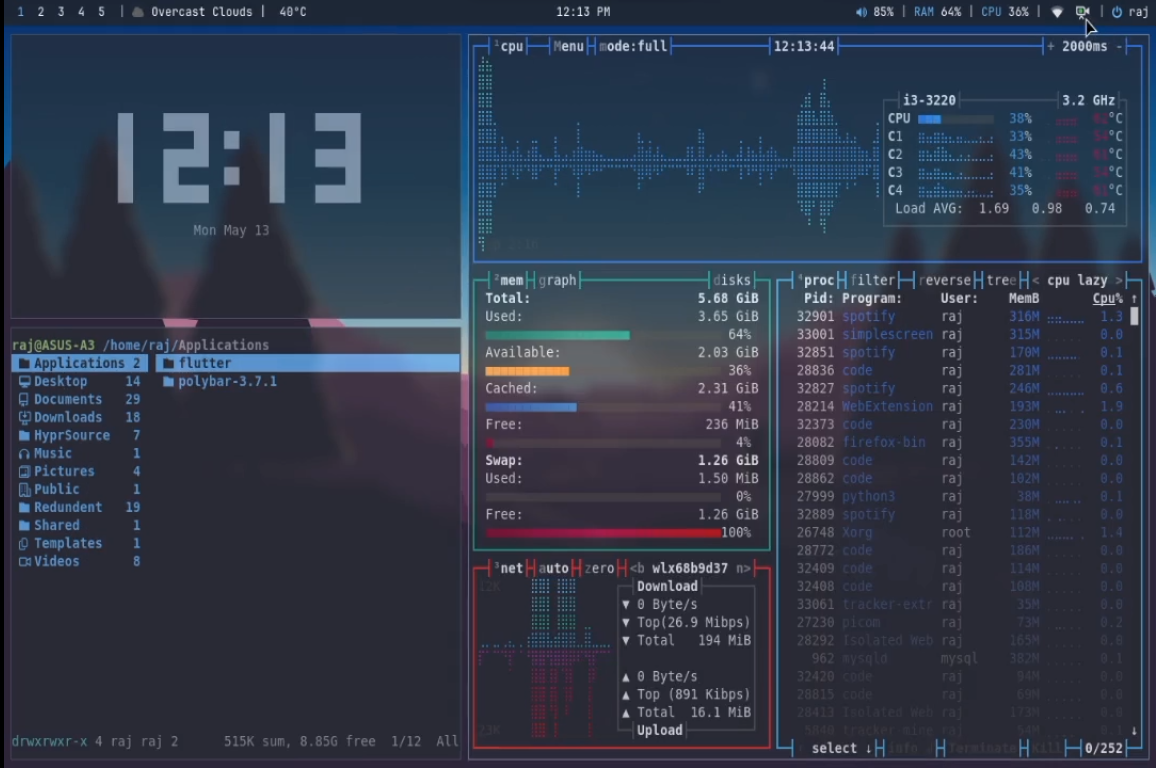 1 2 3 4 5 | Overcast Clouds | 40°C
12:13 PM
85% | RAM 64% | CPU 36% | | raj
12:13
Mon May 13
raj@ASUS-A3 /home/raj/Applications
Applications 2 flutter
Desktop 14 polybar-3.7.1
Documents 29
Downloads 18
HyprSource 7
Music 1
Pictures 4
Public 1
Redundent 19
Shared 1
Templates 1
Videos 8
drwxrwxr-x 4 raj raj 2 515K sum, 8.85G free 1/12 All
¹cpu Menu mode:full 12:13:44 + 2000ms -
i3-3220 3.2 GHz
CPU 38% °C
C1 33% °C
C2 43% °C
C3 41% °C
C4 35% °C
Load AVG: 1.69 0.98 0.74
²mem graph disks
Total: 5.68 GiB
Used: 3.65 GiB
64%
Available: 2.03 GiB
36%
Cached: 2.31 GiB
41%
Free: 236 MiB
4%
Swap: 1.26 GiB
Used: 1.50 MiB
0%
Free: 1.26 GiB
100%
³net auto zero <b wlx68b9d37 n>
12K
Download
▼ 0 Byte/s
▼ Top(26.9 Mibps)
▼ Total 194 MiB
▲ 0 Byte/s
▲ Top (891 Kibps)
▲ Total 16.1 MiB
Upload
23K
⁴proc filter reverse tree < cpu lazy >
Pid: Program: User: MemB Cpu% ↑
32901 spotify raj 316M 1.3
33001 simplescreen raj 315M 0.0
32851 spotify raj 170M 0.1
28836 code raj 281M 0.1
32827 spotify raj 246M 0.6
28214 WebExtension raj 193M 1.9
32373 code raj 230M 0.0
28082 firefox-bin raj 355M 0.1
28809 code raj 142M 0.0
28862 code raj 102M 0.0
27999 python3 raj 38M 0.1
32889 spotify raj 118M 0.0
26748 Xorg root 112M 1.4
28772 code raj 186M 0.0
32409 code raj 114M 0.0
32408 code raj 108M 0.0
33061 tracker-extr raj 35M 0.0
27230 picom raj 73M 0.2
28292 Isolated Web raj 165M 0.0
962 mysqld mysql 382M 0.1
32420 code raj 94M 0.0
28815 code raj 69M 0.0
28413 Isolated Web raj 173M 0.0
5840 tracker-mine raj 54M 0.1 ↓
↑ select ↓ info Terminate Kill 0/252